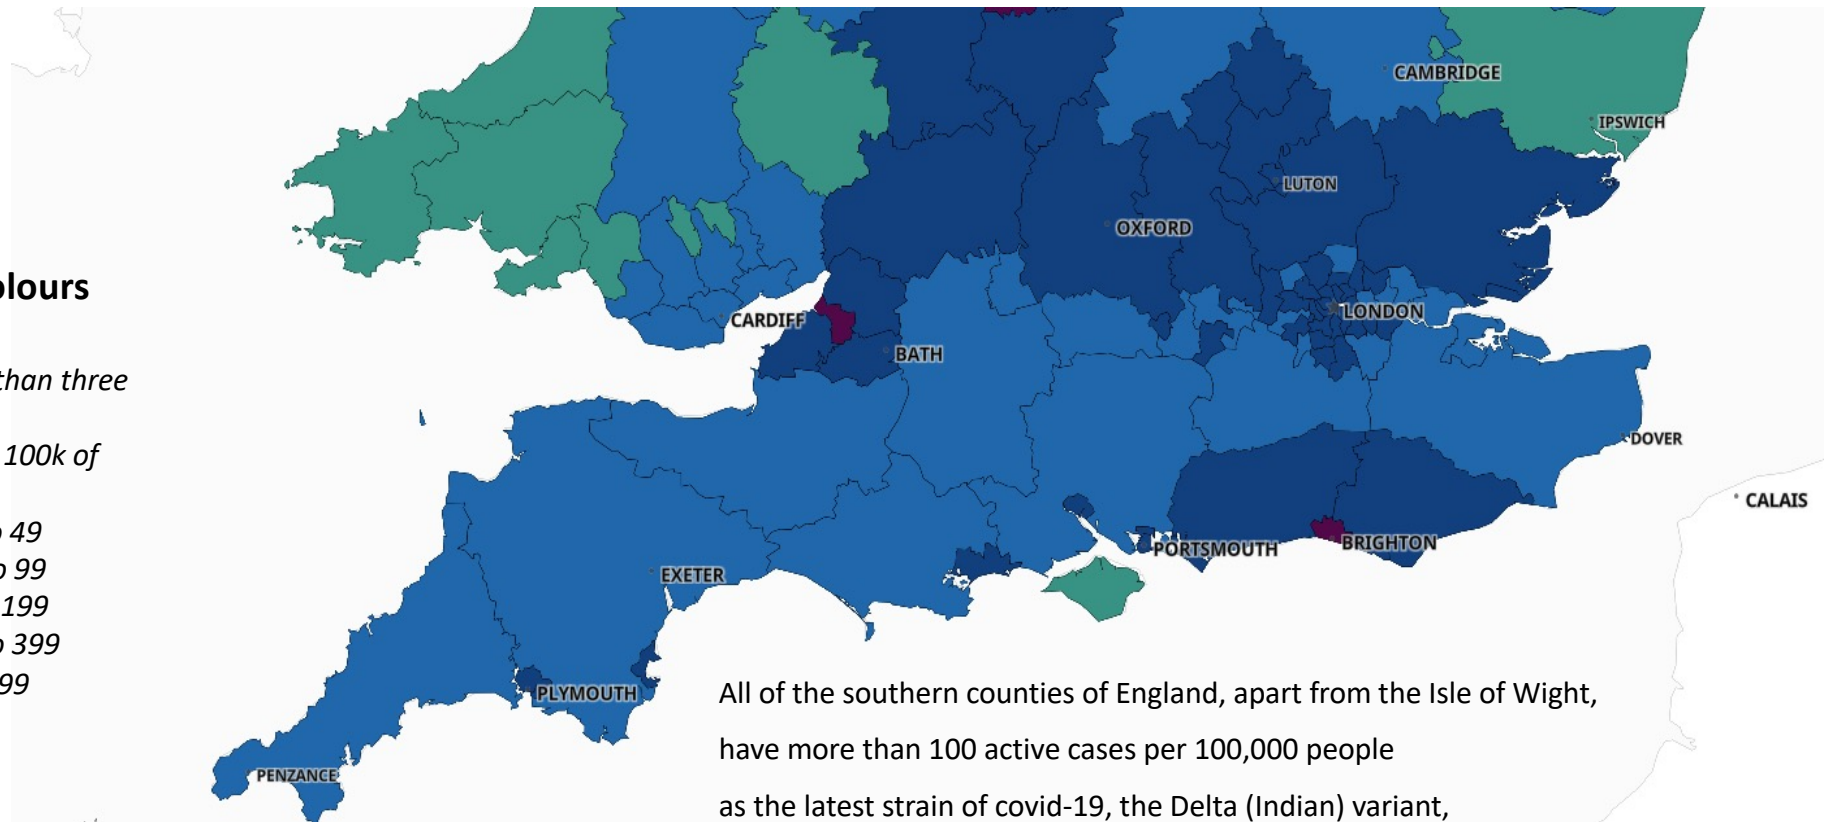 CAMBRIDGE
IPSWICH
LUTON
OXFORD
olours
LONDON
CARDIFF
BATH
than three
DOVER
100k of
CALAIS
o 49
PORTSMOUTH
BRIGHTON
o 99
EXETER
199
o 399
99
PLYMOUTH
All of the southern counties of England, apart from the Isle of Wight,
have more than 100 active cases per 100,000 people
PENZANCE
as the latest strain of covid-19, the Delta (Indian) variant,